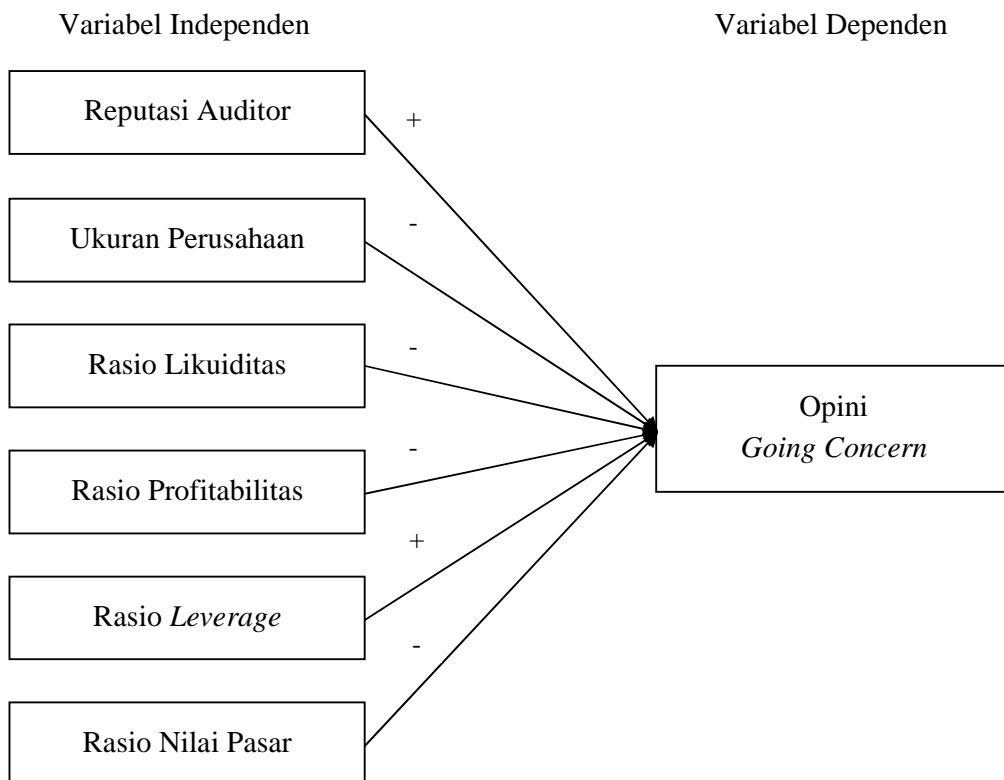 Variabel Independen
Variabel Dependen
Reputasi Auditor
+
Ukuran Perusahaan
-
Rasio Likuiditas
-
Opini
Going Concern
Rasio Profitabilitas
-
Rasio Leverage
+
Rasio Nilai Pasar
-